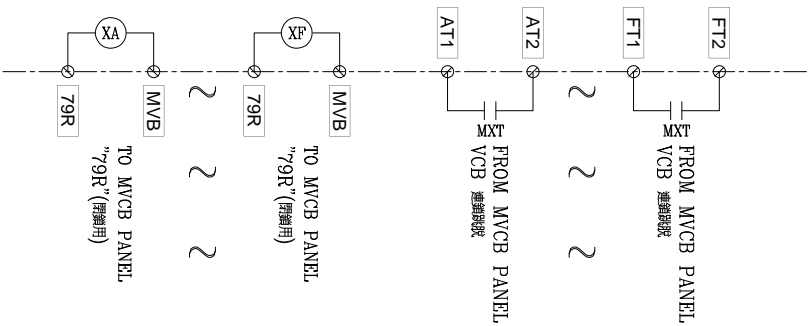 XA
79R
MVB
TO MVCB PANEL
"79R"(閉鎖用)
XF
79R
MVB
TO MVCB PANEL
"79R"(閉鎖用)
AT1
AT2
MXT
FROM MVCB PANEL
VCB 連鎖跳脫
FT1
FT2
MXT
FROM MVCB PANEL
VCB 連鎖跳脫